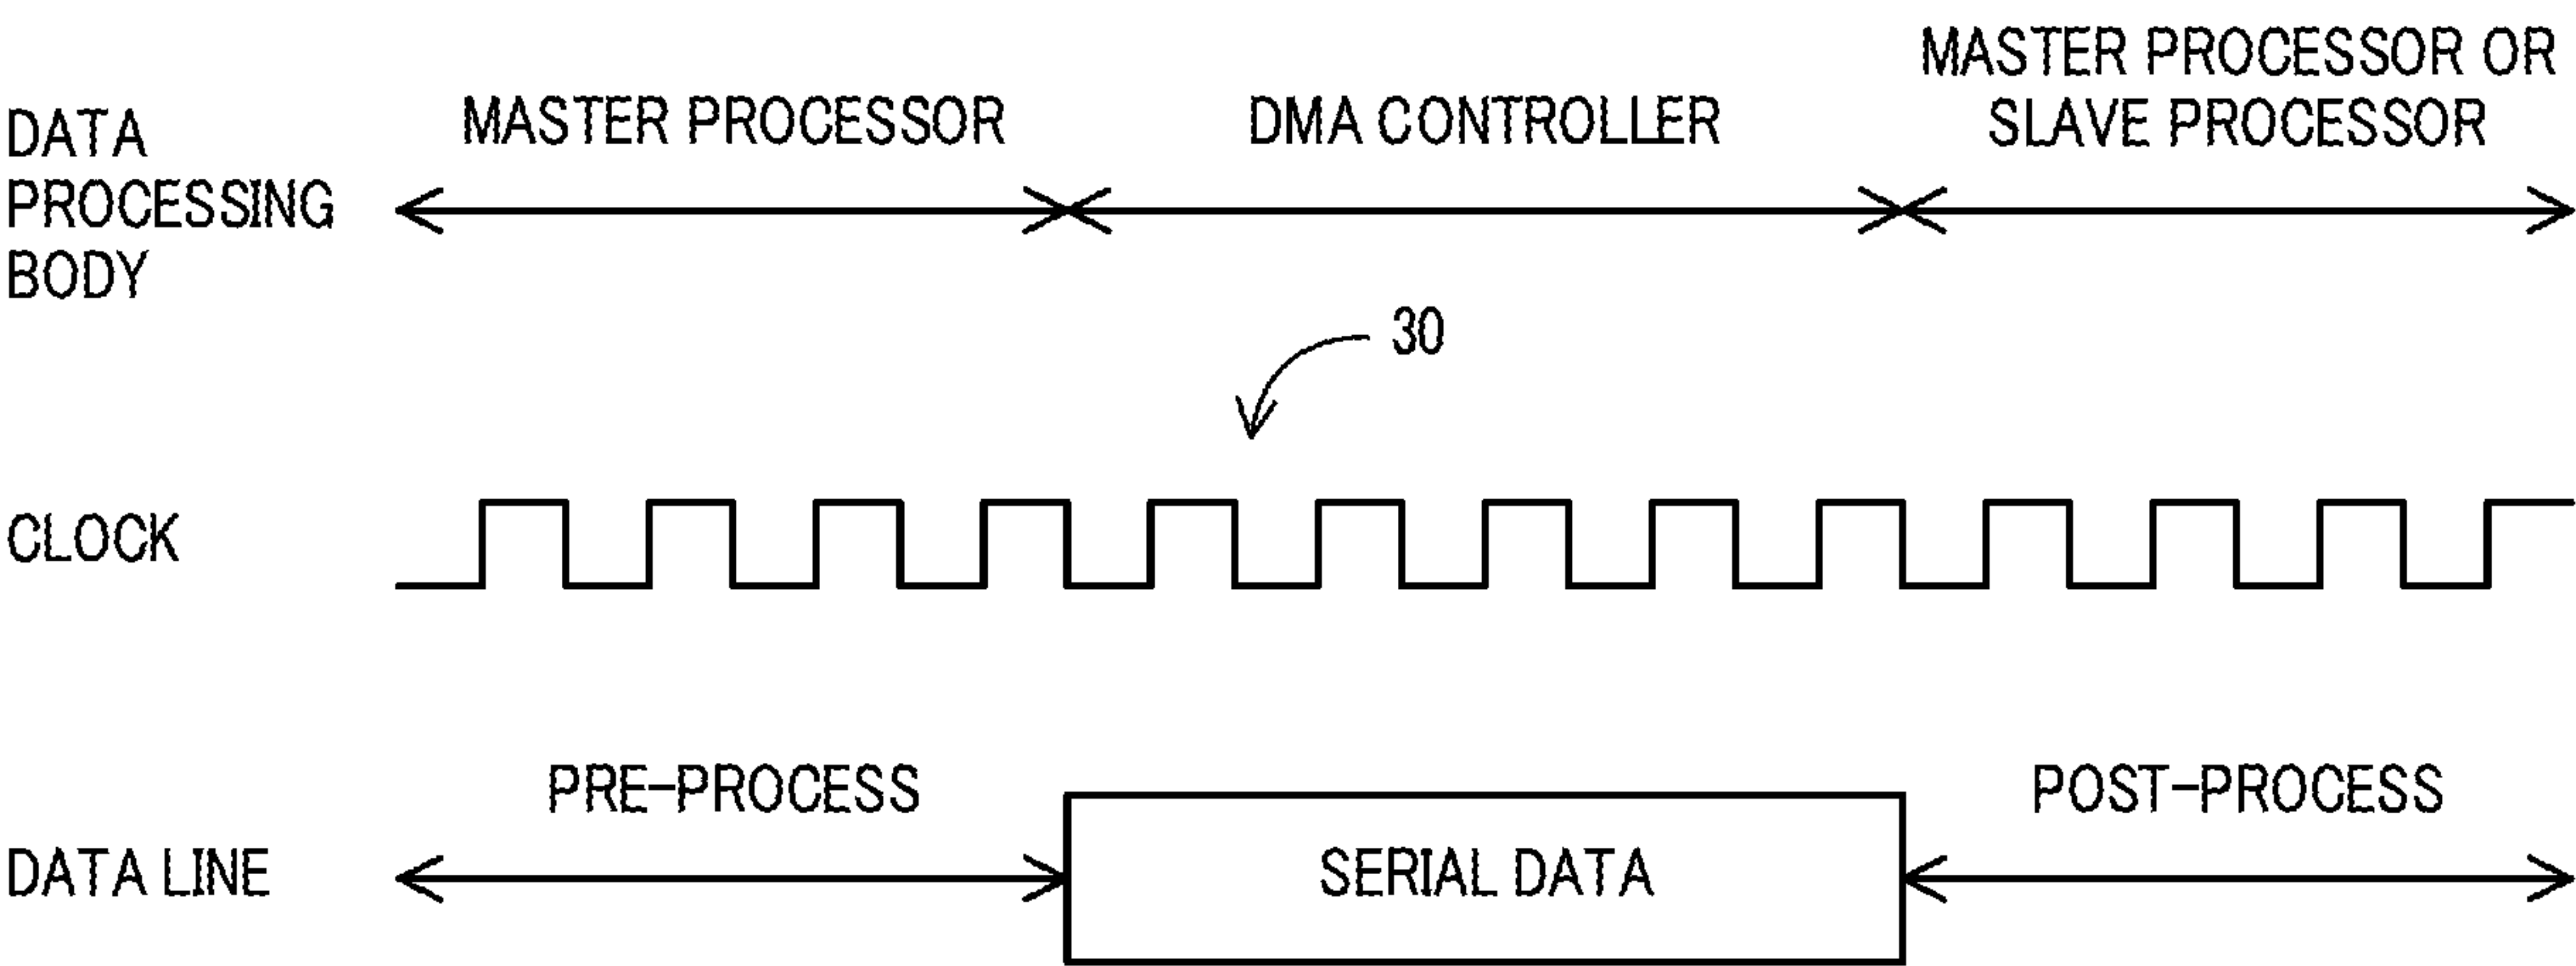 MASTER PROCESSOR OR
SLAVE PROCESSOR
MASTER PROCESSOR
DMA CONTROLLER
DATA
PROCESSING
BODY
30
CLOCK
PRE-PROCESS
POST-PROCESS
DATA LINE
SERIAL DATA